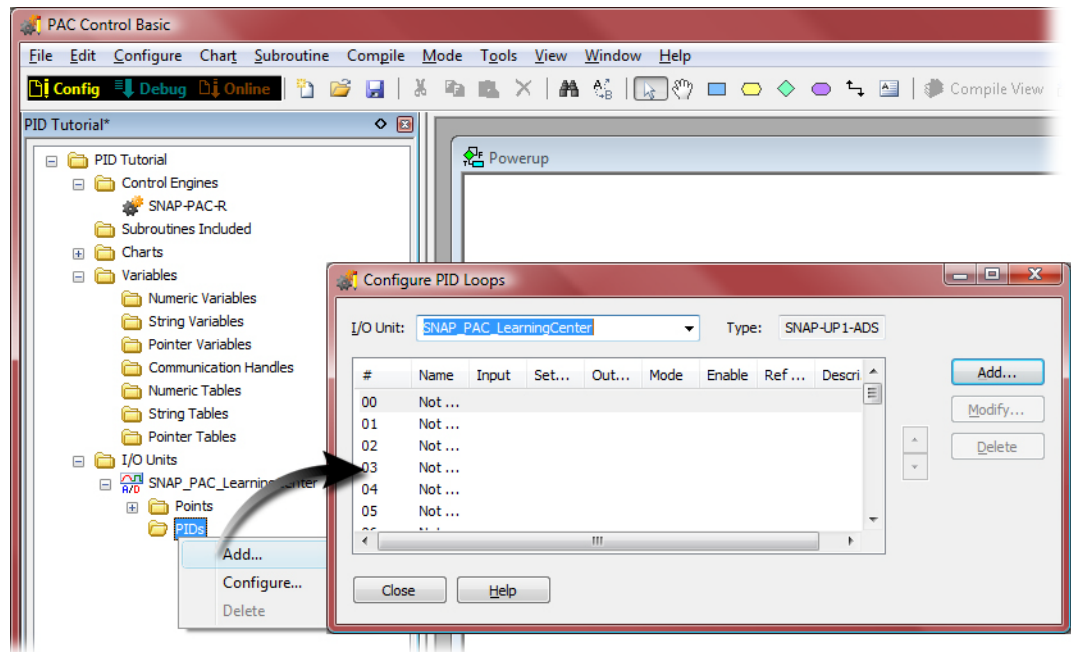 PAC Control Basic
File Edit Configure Chart Subroutine Compile Mode Tools View Window Help
Config Debug Online Compile View
PID Tutorial*
PID Tutorial
Control Engines
SNAP-PAC-R
Subroutines Included
Charts
Variables
Numeric Variables
String Variables
Pointer Variables
Communication Handles
Numeric Tables
String Tables
Pointer Tables
I/O Units
SNAP_PAC_LearningCenter
Points
PIDs
Add...
Configure...
Delete
Powerup
Configure PID Loops
I/O Unit: SNAP_PAC_LearningCenter Type: SNAP-UP1-ADS
# Name Input Set... Out... Mode Enable Ref ... Descri
00 Not ...
01 Not ...
02 Not ...
03 Not ...
04 Not ...
05 Not ...
Add...
Modify...
Delete
Close Help